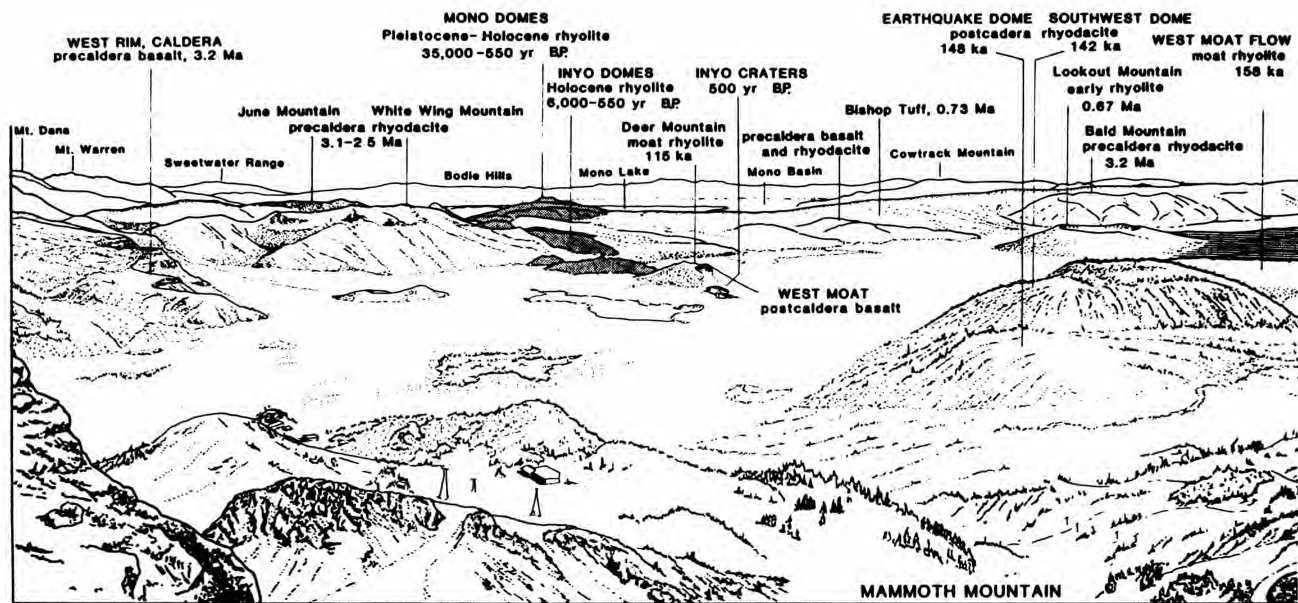 WEST RIM, CALDERA
precaldera basalt, 3.2 Ma
MONO DOMES
Pleistocene-Holocene rhyolite
35,000-550 yr B.P.
INYO DOMES
Holocene rhyolite
6,000-550 yr B.P.
INYO CRATERS
500 yr B.P.
EARTHQUAKE DOME SOUTHWEST DOME
postcadera rhyodacite
148 ka 142 ka
WEST MOAT FLOW
moat rhyolite
158 ka
Lookout Mountain
early rhyolite
0.67 Ma
Bald Mountain
precaldera rhyodacite
3.2 Ma
Mt. Dana
Mt. Warren
Sweetwater Range
June Mountain White Wing Mountain
precaldera rhyodacite
3.1-2.5 Ma
Bodie Hills
Deer Mountain
moat rhyolite
115 ka
Mono Lake
precaldera basalt
and rhyodacite
Mono Basin
Bishop Tuff, 0.73 Ma
Cowtrack Mountain
WEST MOAT
postcaldera basalt
MAMMOTH MOUNTAIN